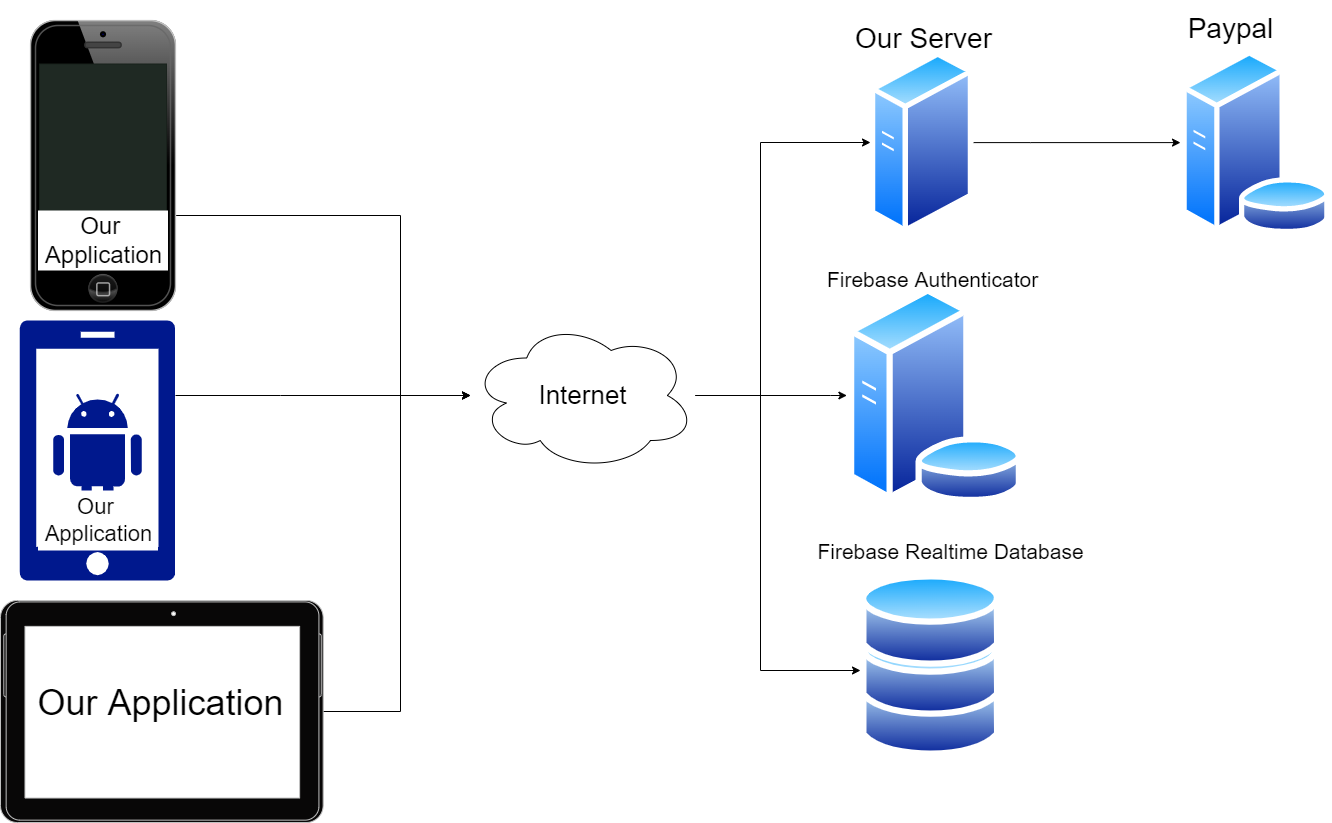 Our Server
Paypal
Our
Application
Firebase Authenticator
Internet
Our
Application
Firebase Realtime Database
Our Application